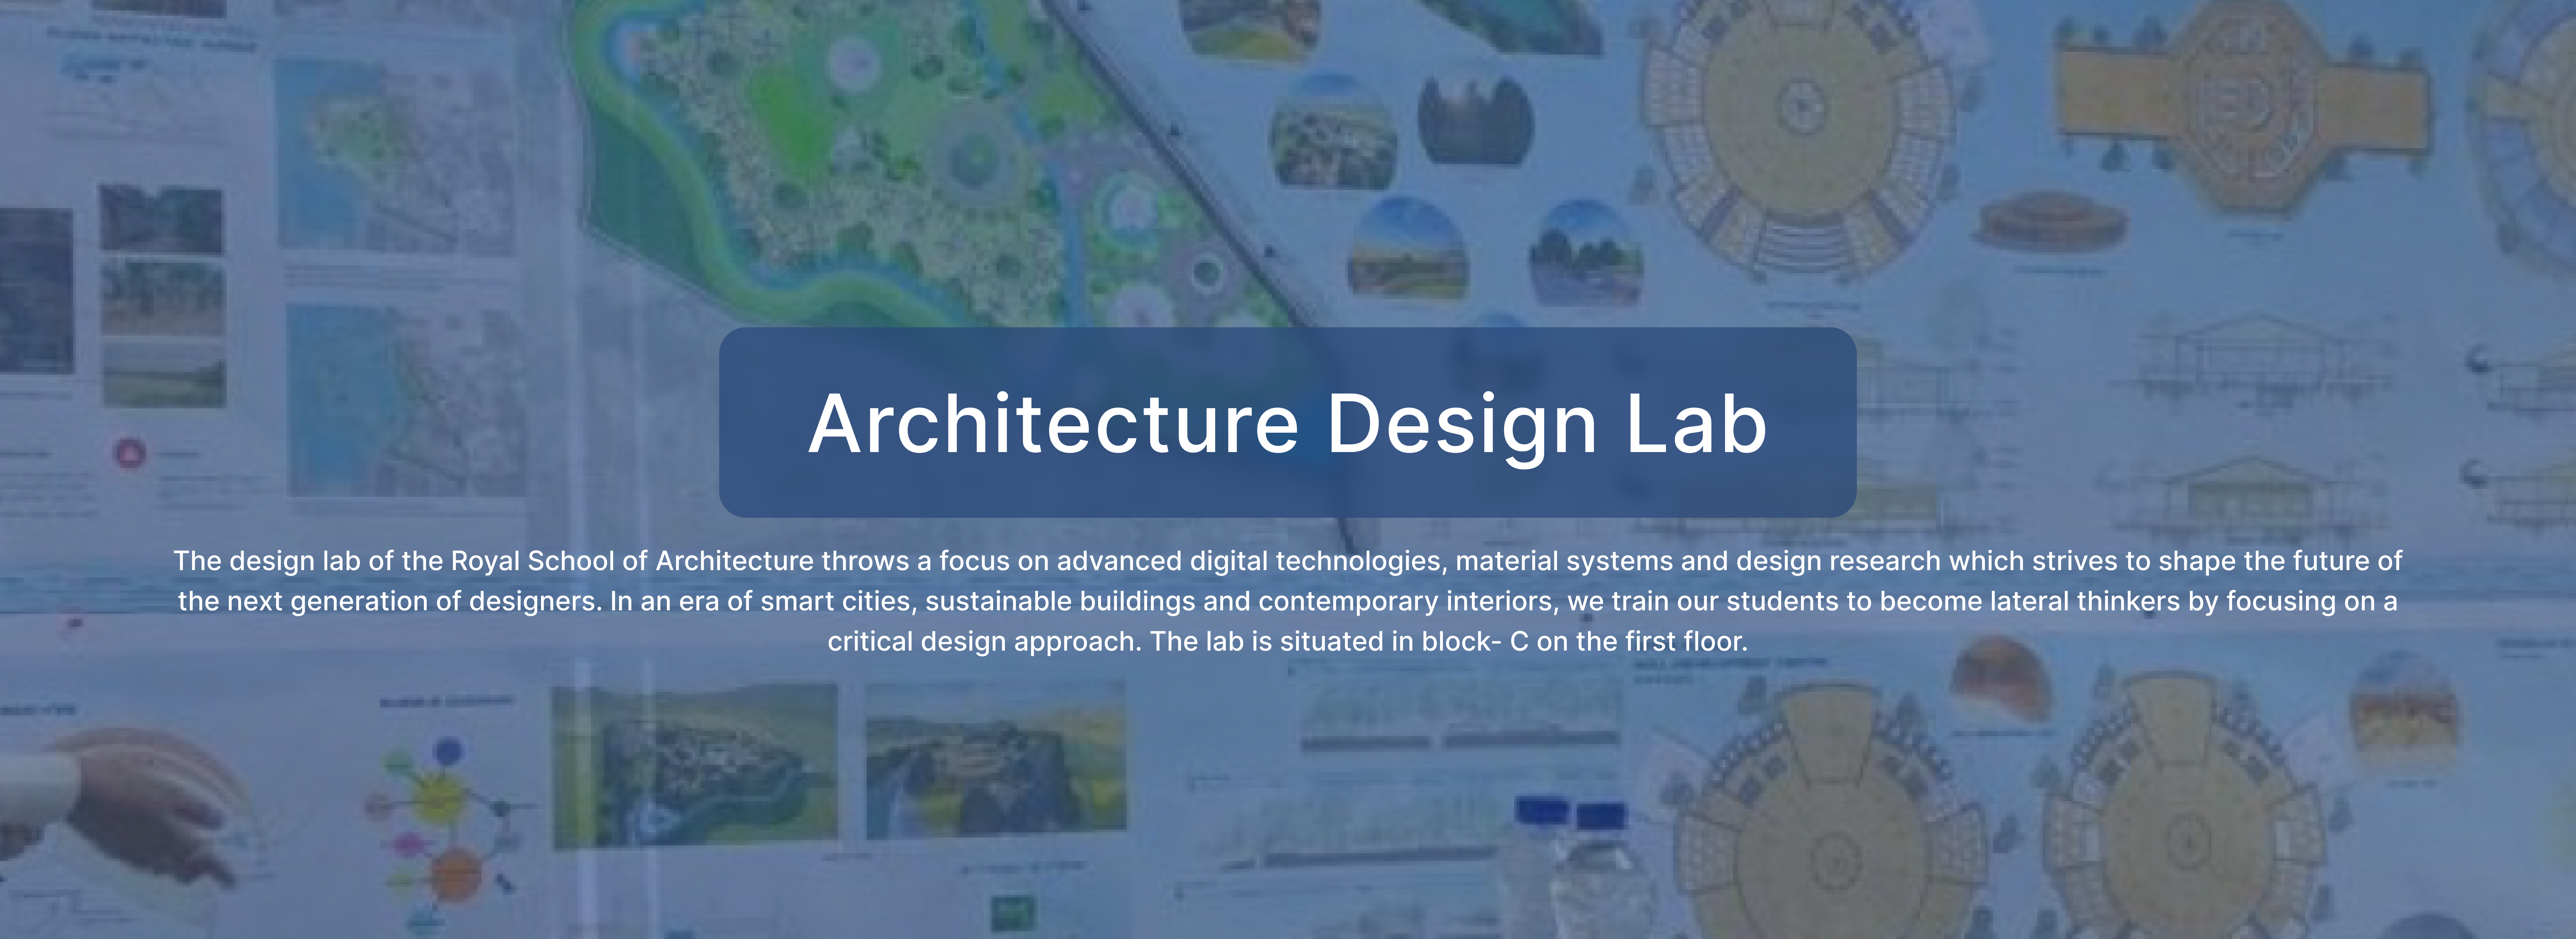 Architecture Design Lab
The design lab of the Royal School of Architecture throws a focus on advanced digital technologies, material systems and design research which strives to shape the future of
the next generation of designers. In an era of smart cities, sustainable buildings and contemporary interiors, we train our students to become lateral thinkers by focusing on a
critical design approach. The lab is situated in block- C on the first floor.